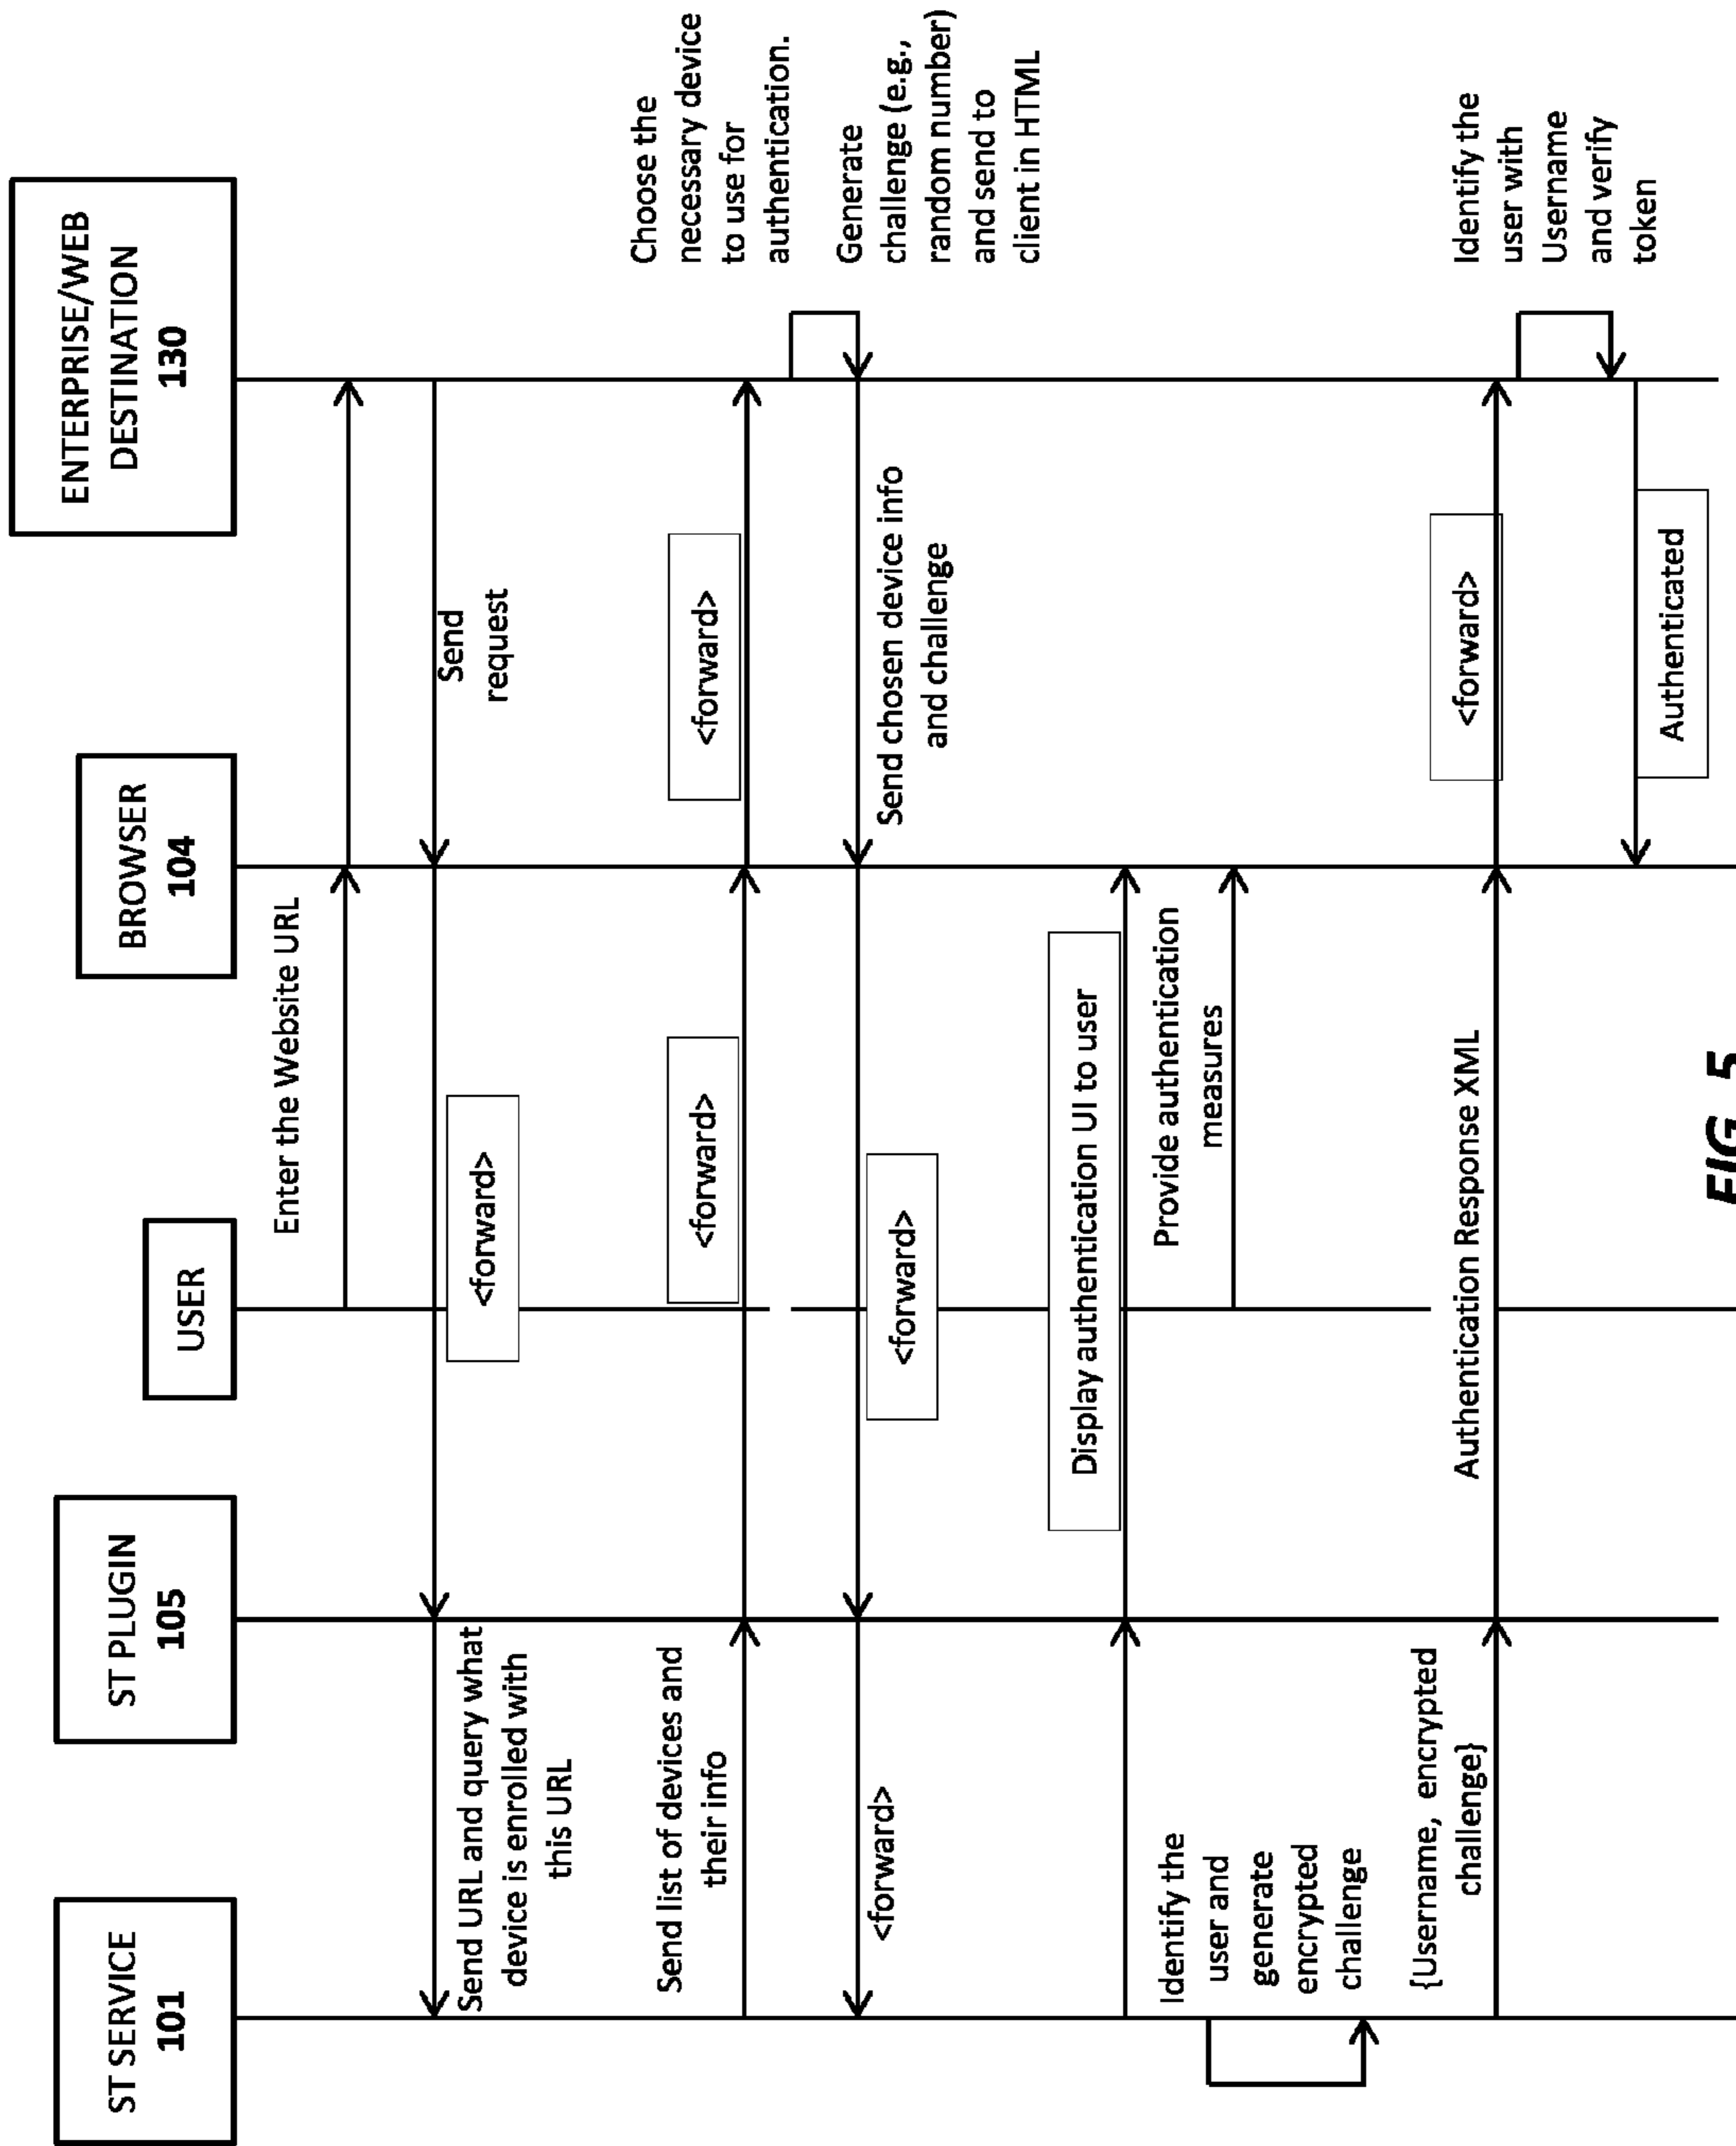 ST SERVICE
101
ST PLUGIN
105
USER
BROWSER
104
ENTERPRISE/WEB
DESTINATION
130
Enter the Website URL
Send
request
<forward>
Send URL and query what
device is enrolled with
this URL
Send list of devices and
their info
<forward>
<forward>
Choose the
necessary device
to use for
authentication.
Generate
challenge (e.g.,
random number)
and send to
client in HTML
Send chosen device info
and challenge
<forward>
<forward>
Display authentication UI to user
Provide authentication
measures
Identify the
user and
generate
encrypted
challenge
{Username, encrypted
challenge}
Authentication Response XML
<forward>
Identify the
user with
Username
and verify
token
Authenticated
FIG. 5